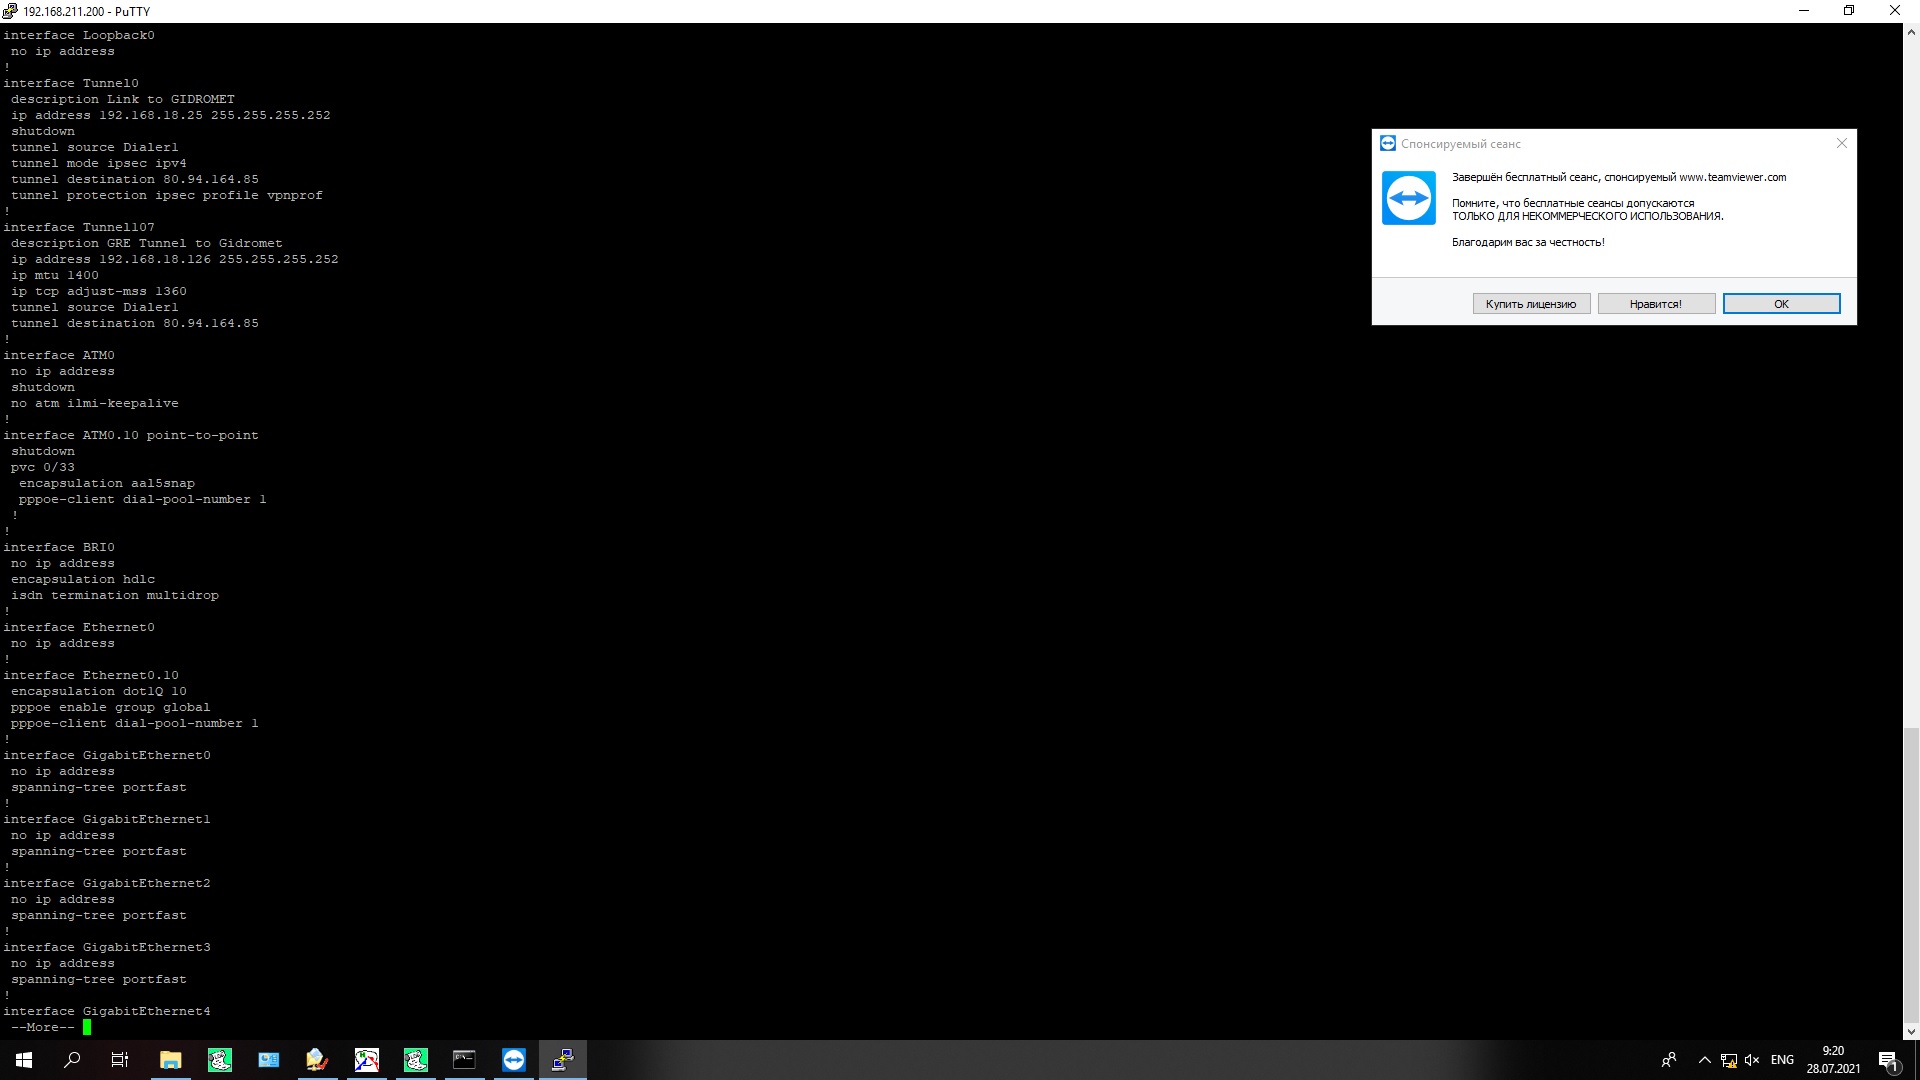 192.168.211.200 - PuTTY
interface Loopback0
no ip address
!
interface Tunnel0
description Link to GIDROMET
ip address 192.168.18.25 255.255.255.252
shutdown
tunnel source Dialer1
tunnel mode ipsec ipv4
tunnel destination 80.94.164.85
tunnel protection ipsec profile vpnprof
!
interface Tunnel107
description GRE Tunnel to Gidromet
ip address 192.168.18.126 255.255.255.252
ip mtu 1400
ip tcp adjust-mss 1360
tunnel source Dialer1
tunnel destination 80.94.164.85
!
interface ATM0
no ip address
shutdown
no atm ilmi-keepalive
!
interface ATM0.10 point-to-point
shutdown
pvc 0/33
encapsulation aal5snap
pppoe-client dial-pool-number 1
!
!
interface BRI0
no ip address
encapsulation hdlc
isdn termination multidrop
!
interface Ethernet0
no ip address
!
interface Ethernet0.10
encapsulation dot1Q 10
pppoe enable group global
pppoe-client dial-pool-number 1
!
interface GigabitEthernet0
no ip address
spanning-tree portfast
!
interface GigabitEthernet1
no ip address
spanning-tree portfast
!
interface GigabitEthernet2
no ip address
spanning-tree portfast
!
interface GigabitEthernet3
no ip address
spanning-tree portfast
!
interface GigabitEthernet4
--More--
Спонсируемый сеанс
Завершён бесплатный сеанс, спонсируемый www.teamviewer.com
Помните, что бесплатные сеансы допускаются
ТОЛЬКО ДЛЯ НЕКОММЕРЧЕСКОГО ИСПОЛЬЗОВАНИЯ.
Благодарим вас за честность!
Купить лицензию
Нравится!
OK
ENG
9:20
28.07.2021
1